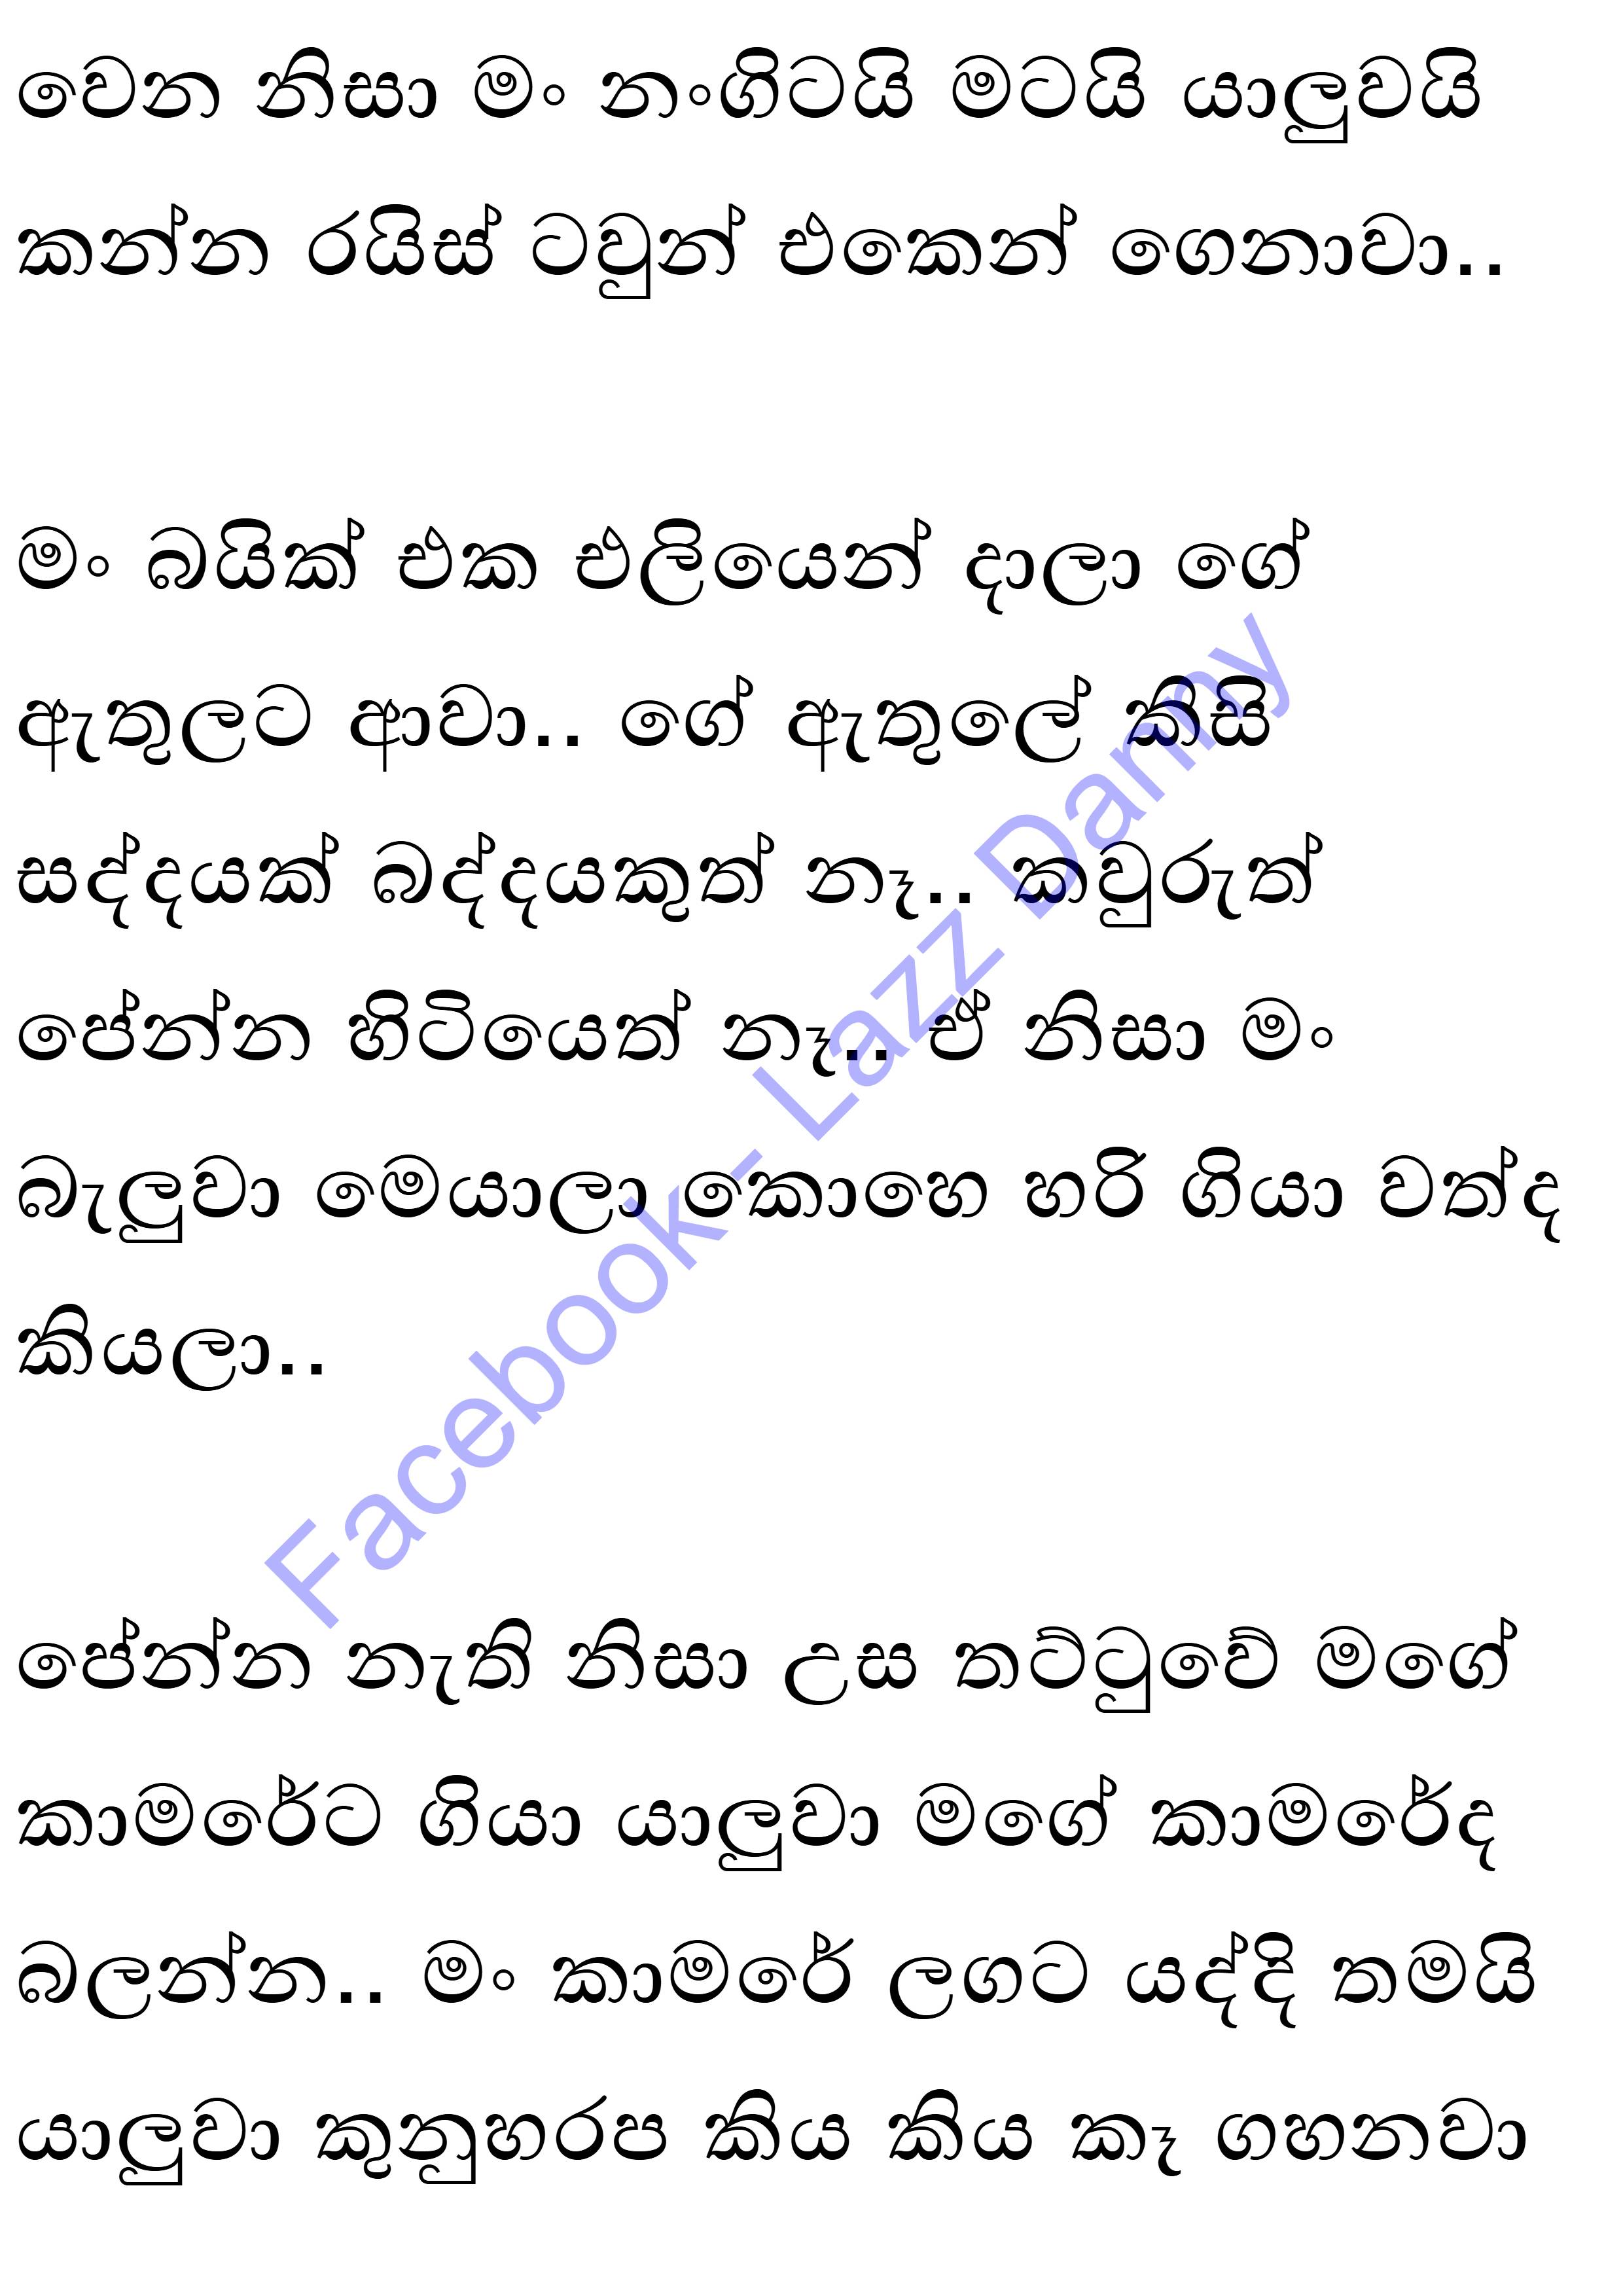 වෙන නිසා මං නංගිටයි මටයි යාලුවයි
කන්න රයිස් ටවුන් එකෙන් ගෙනාවා..
මං බයික් එක එලියෙන් දාලා ගේ
ඇතුලට ආවා.. ගේ ඇතුලේ කිසි
සද්දයක් බද්දයකුත් නෑ.. කවුරුත්
පේන්න හිටියෙත් නෑ.. ඒ නිසා මං
බැලුවා මෙයාලා කොහෙ හරි ගියා වත්ද
කියලා..
පේන්න නැති නිසා උස තට්ටුවේ මගේ
කාමරේට ගියා යාලුවා මගේ කාමරේද
බලන්න.. මං කාමරේ ලගට යද්දි තමයි
යාලුවා කුනුහරප කිය කිය කෑ ගහනවා
Facebook- Lazz Danny